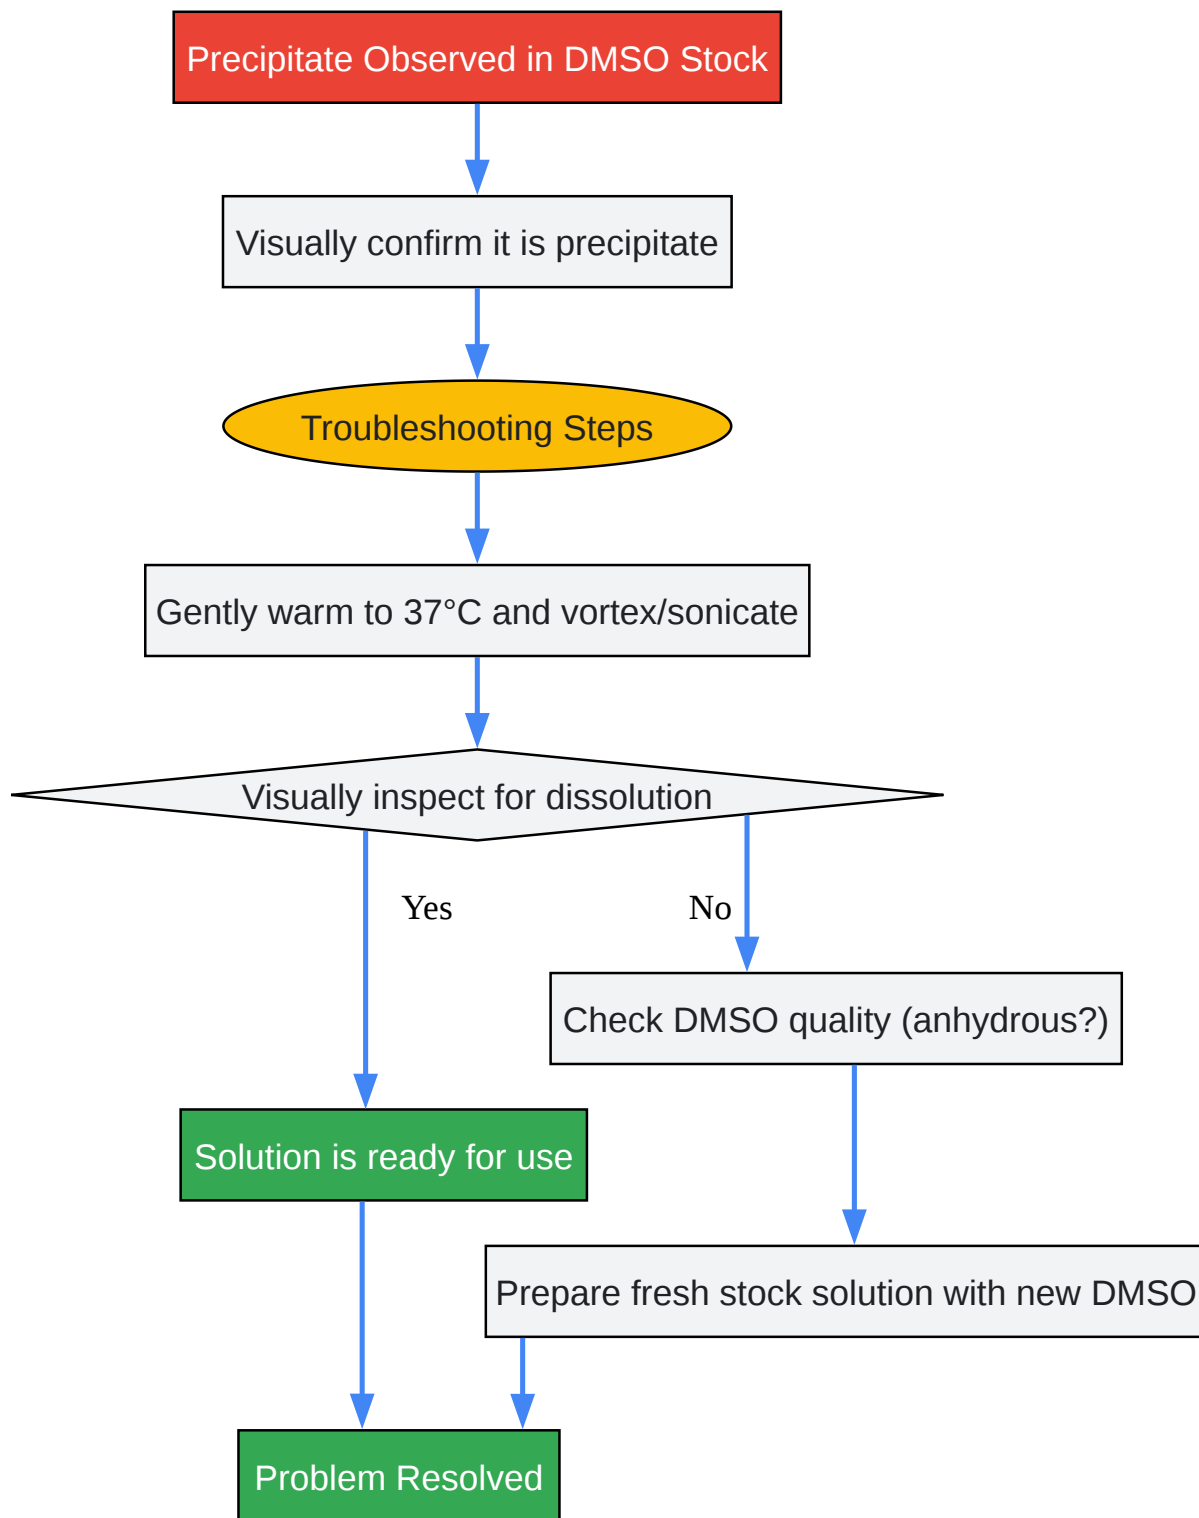 Precipitate Observed in DMSO Stock
Visually confirm it is precipitate
Troubleshooting Steps
Gently warm to 37°C and vortex/sonicate
Visually inspect for dissolution
Yes
No
Check DMSO quality (anhydrous?)
Solution is ready for use
Prepare fresh stock solution with new DMSO
Problem Resolved